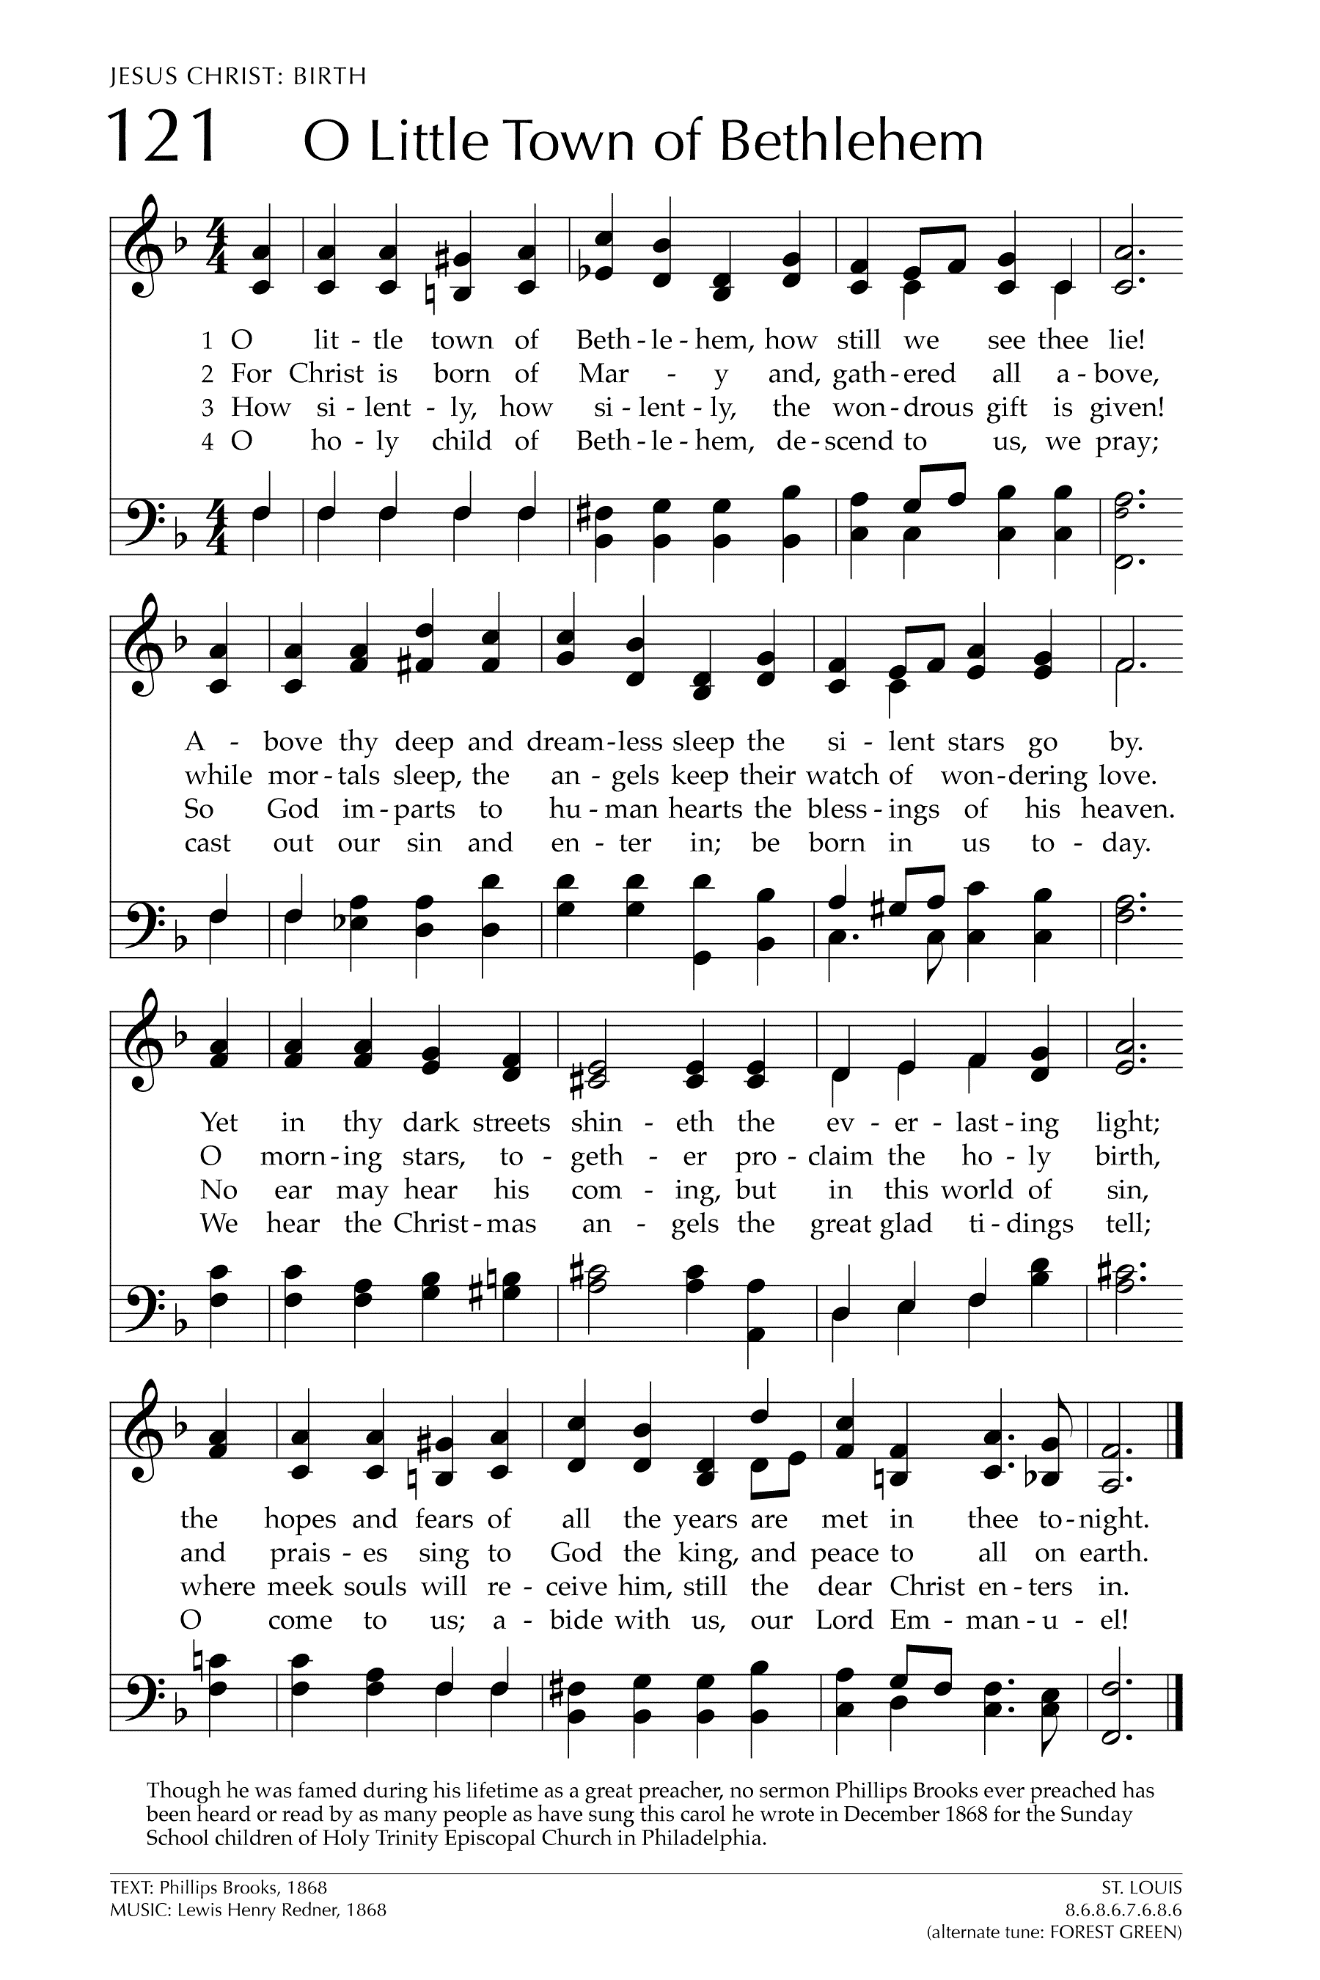 JESUS CHRIST: BIRTH
121 O Little Town of Bethlehem
1 O lit - tle town of Beth - le - hem, how still we see thee lie!
2 For Christ is born of Mar - y and, gath - ered all a - bove,
3 How si - lent - ly, how si - lent - ly, the won - drous gift is given!
4 O ho - ly child of Beth - le - hem, de - scend to us, we pray;
A - bove thy deep and dream - less sleep the si - lent stars go by.
while mor - tals sleep, the an - gels keep their watch of won - dering love.
So God im - parts to hu - man hearts the bless - ings of his heaven.
cast out our sin and en - ter in; be born in us to - day.
Yet in thy dark streets shin - eth the ev - er - last - ing light;
O morn - ing stars, to - geth - er pro - claim the ho - ly birth,
No ear may hear his com - ing, but in this world of sin,
We hear the Christ - mas an - gels the great glad ti - dings tell;
the hopes and fears of all the years are met in thee to - night.
and prais - es sing to God the king, and peace to all on earth.
where meek souls will re - ceive him, still the dear Christ en - ters in.
O come to us; a - bide with us, our Lord Em - man - u - el!
Though he was famed during his lifetime as a great preacher, no sermon Phillips Brooks ever preached has
been heard or read by as many people as have sung this carol he wrote in December 1868 for the Sunday
School children of Holy Trinity Episcopal Church in Philadelphia.
TEXT: Phillips Brooks, 1868
MUSIC: Lewis Henry Redner, 1868
ST. LOUIS
8.6.8.6.7.6.8.6
(alternate tune: FOREST GREEN)